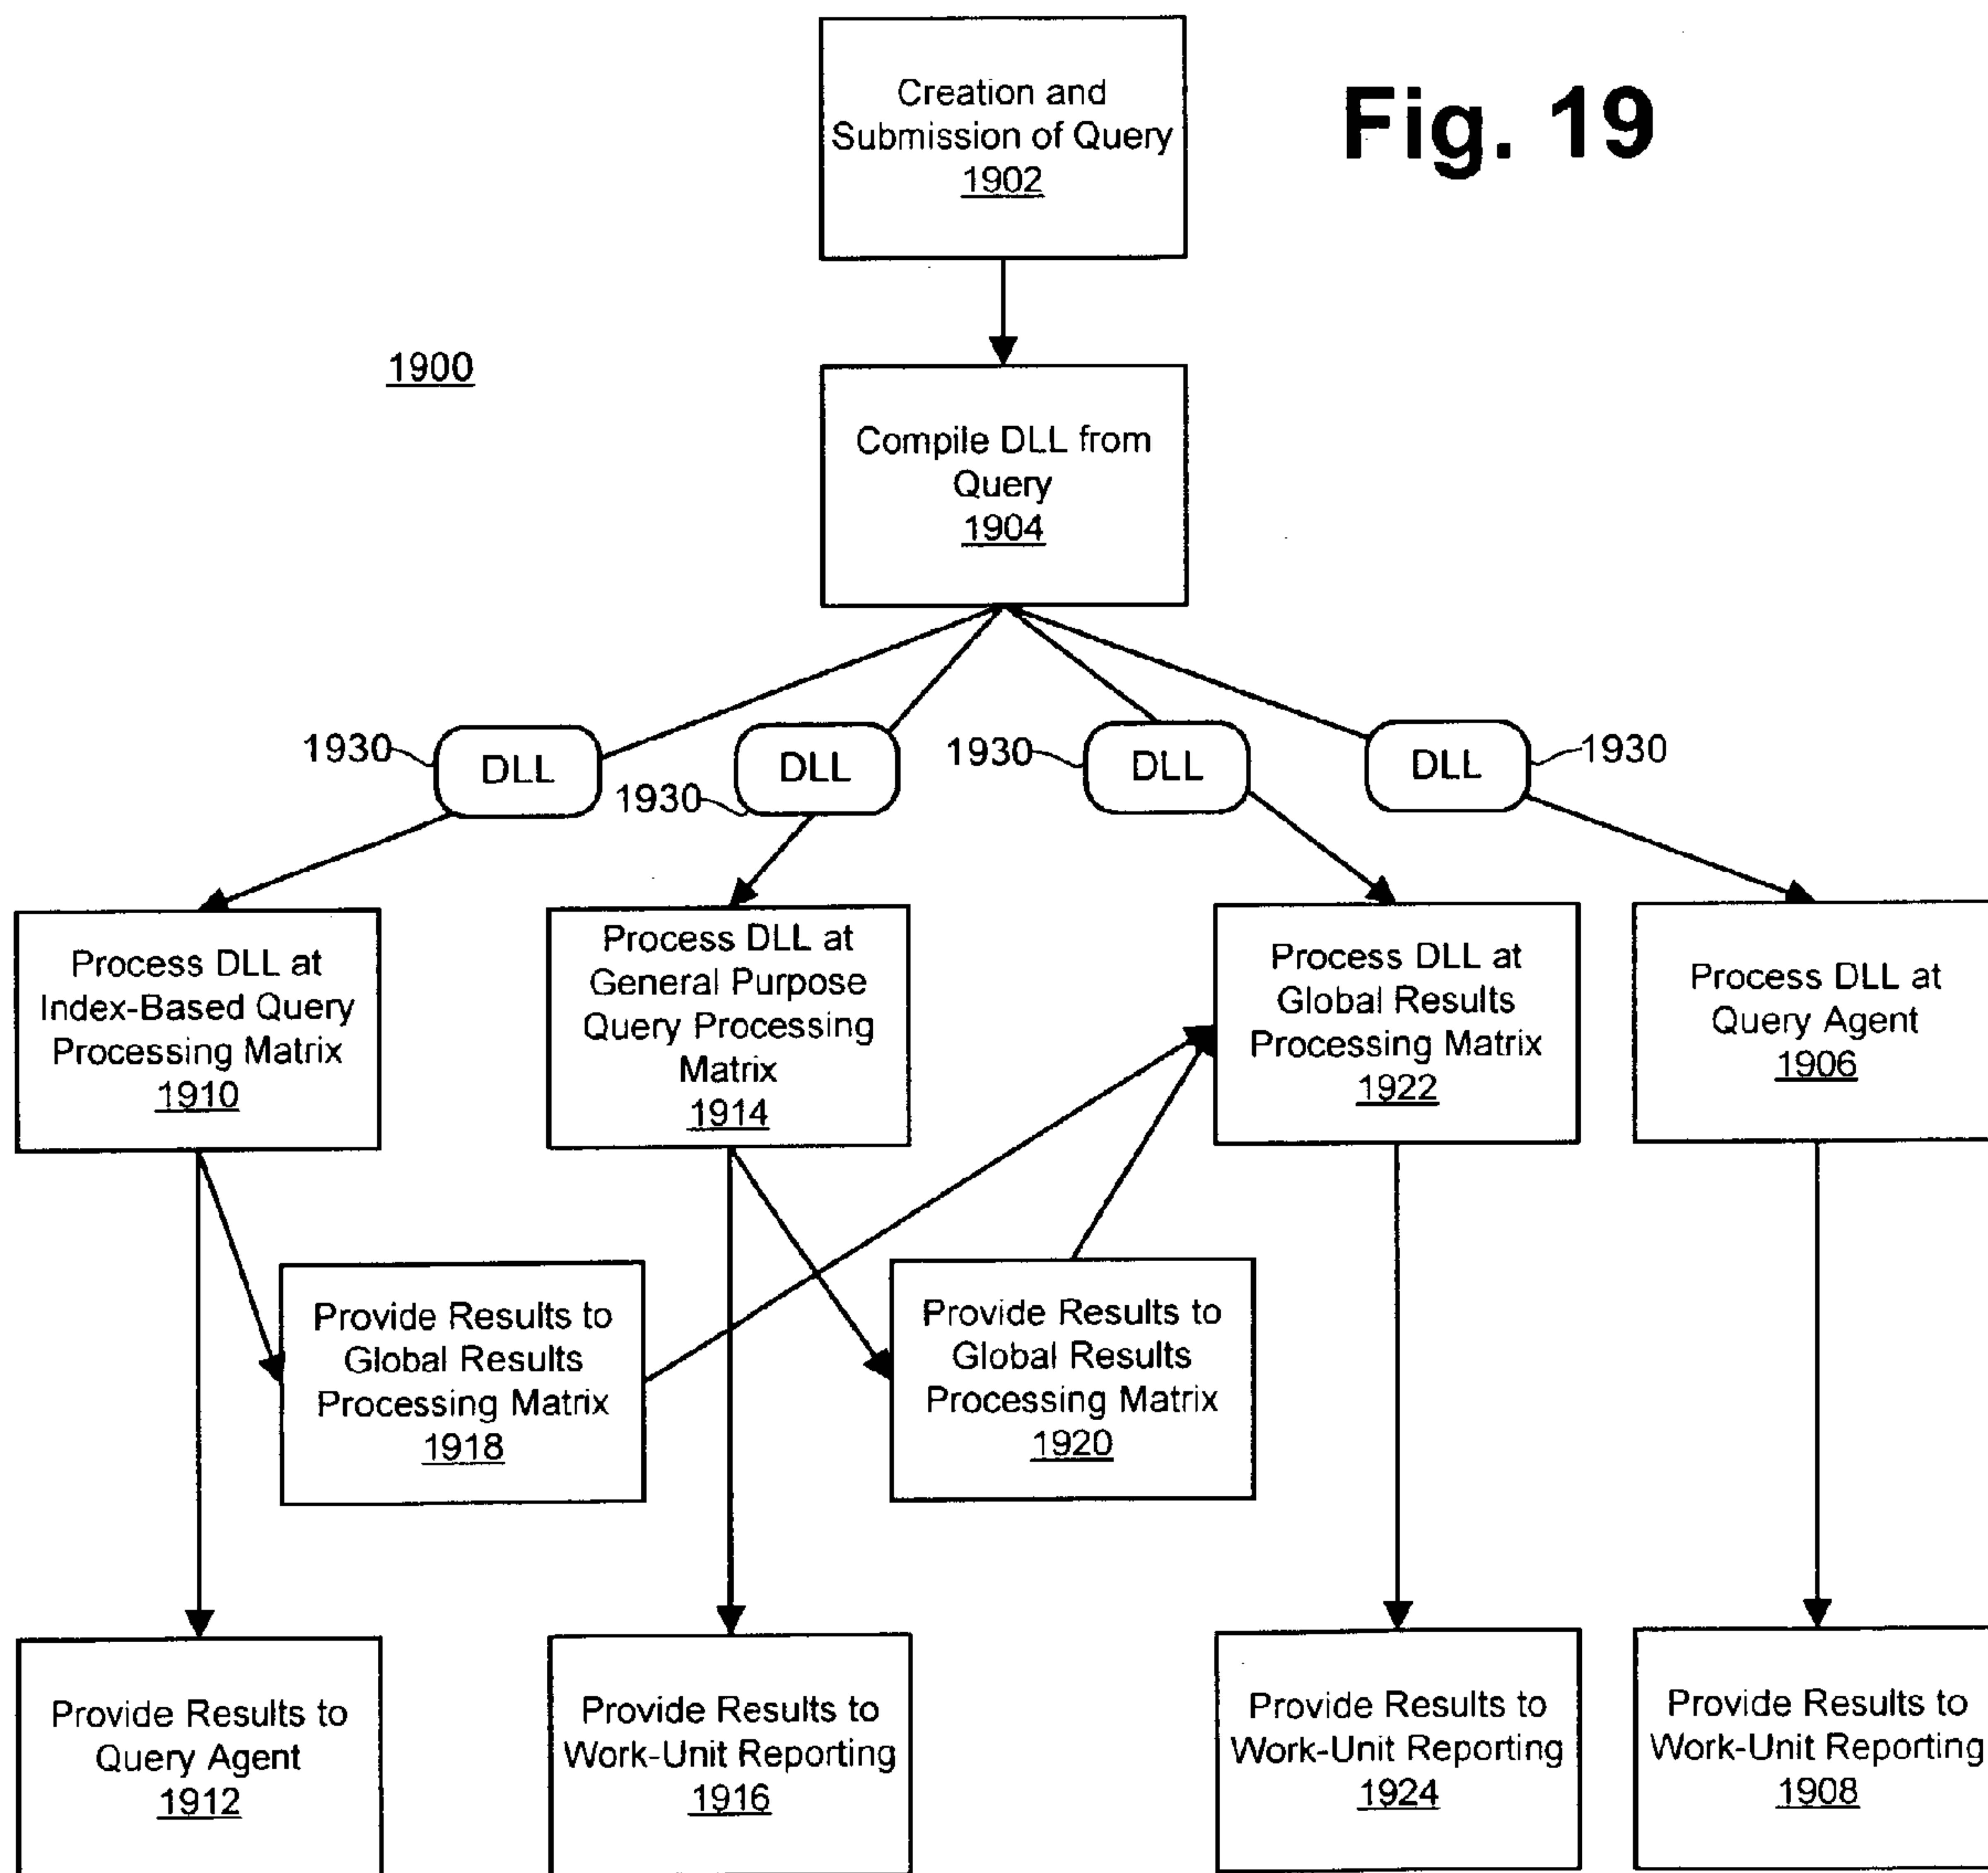 Creation and
Submission of Query
1902
Fig. 19
1900
Compile DLL from
Query
1904
1930
DLL
1930
DLL
1930
DLL
DLL
1930
Process DLL at
Index-Based Query
Processing Matrix
1910
Process DLL at
General Purpose
Query Processing
Matrix
1914
Process DLL at
Global Results
Processing Matrix
1922
Process DLL at
Query Agent
1906
Provide Results to
Global Results
Processing Matrix
1918
Provide Results to
Global Results
Processing Matrix
1920
Provide Results to
Query Agent
1912
Provide Results to
Work-Unit Reporting
1916
Provide Results to
Work-Unit Reporting
1924
Provide Results to
Work-Unit Reporting
1908